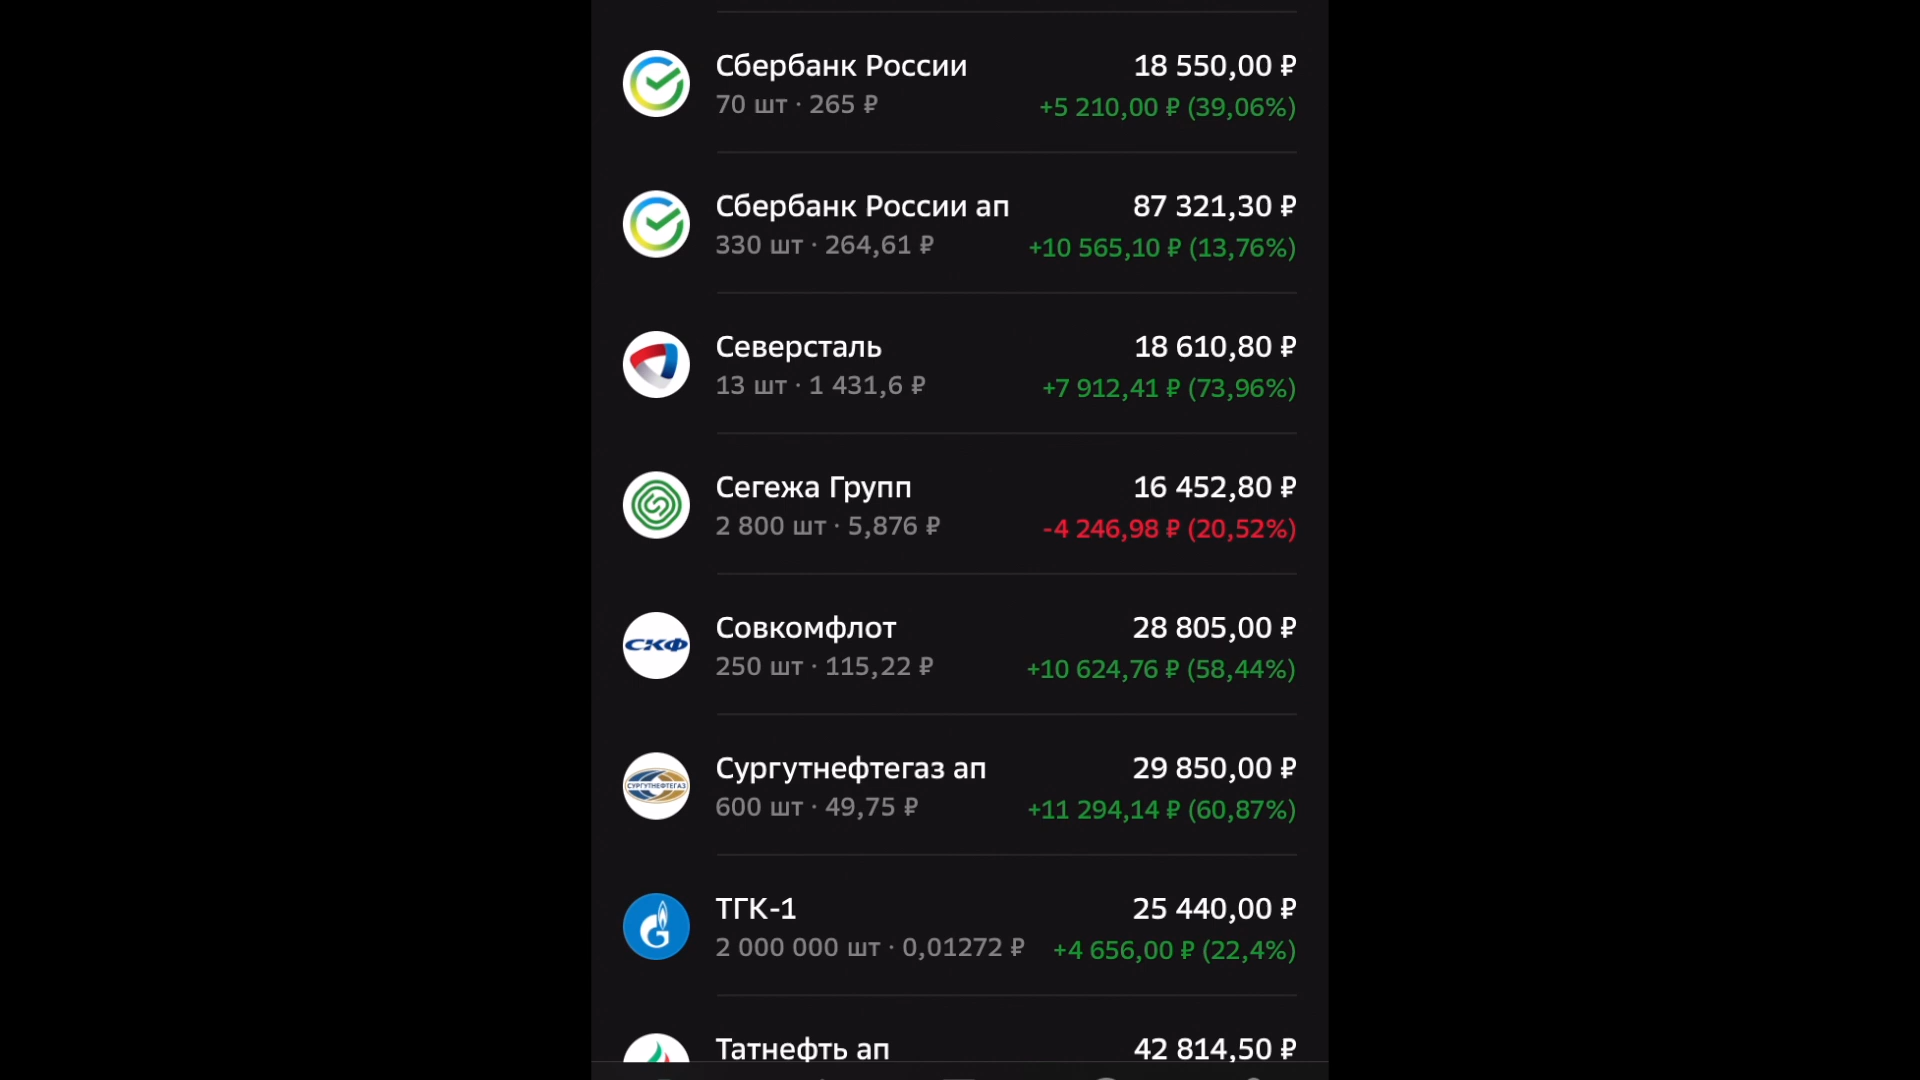 Сбербанк России 18 550,00 ₽
70 шт · 265 ₽ +5 210,00 ₽ (39,06%)
Сбербанк России ап 87 321,30 ₽
330 шт · 264,61 ₽ +10 565,10 ₽ (13,76%)
Северсталь 18 610,80 ₽
13 шт · 1 431,6 ₽ +7 912,41 ₽ (73,96%)
Сегежа Групп 16 452,80 ₽
2 800 шт · 5,876 ₽ -4 246,98 ₽ (20,52%)
СКФ
Совкомфлот 28 805,00 ₽
250 шт · 115,22 ₽ +10 624,76 ₽ (58,44%)
СУРГУТНЕФТЕГАЗ
Сургутнефтегаз ап 29 850,00 ₽
600 шт · 49,75 ₽ +11 294,14 ₽ (60,87%)
ТГК-1 25 440,00 ₽
2 000 000 шт · 0,01272 ₽ +4 656,00 ₽ (22,4%)
Татнефть ап 42 814,50 ₽